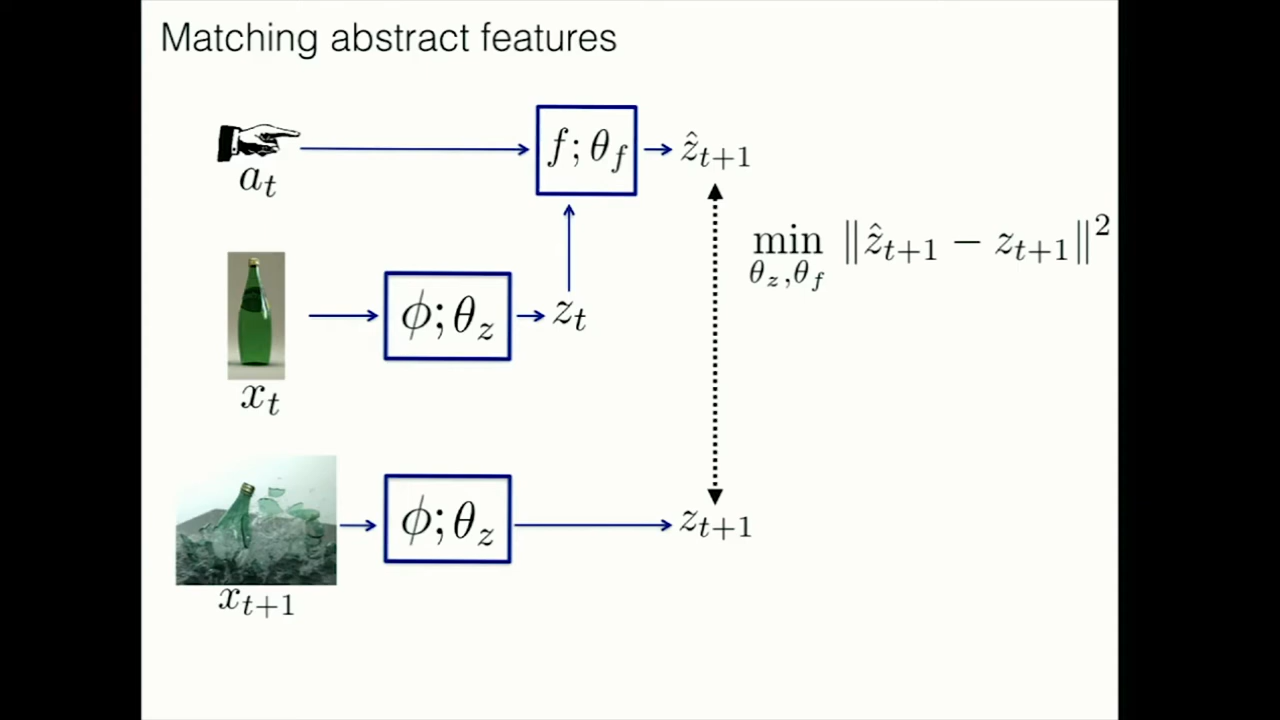 Matching abstract features
f; θ_f
ẑ_{t+1}
a_t
min_{θ_z,θ_f} ‖ẑ_{t+1} − z_{t+1}‖²
ϕ; θ_z
z_t
x_t
ϕ; θ_z
z_{t+1}
x_{t+1}